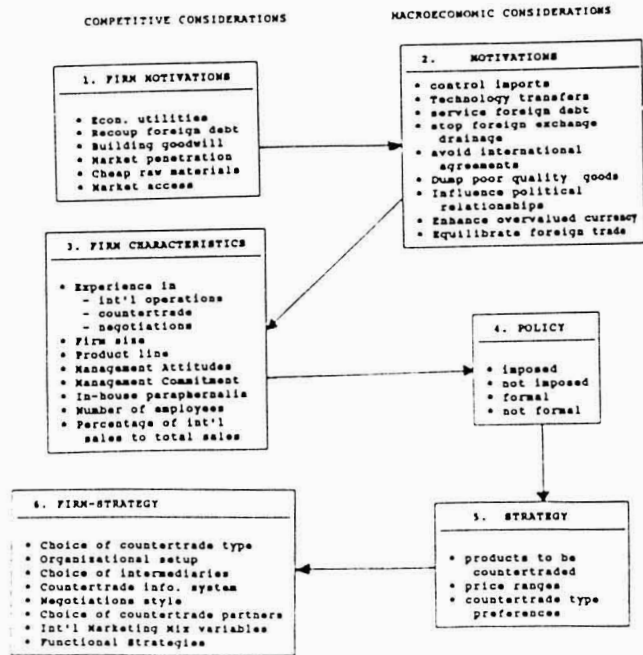 COMPETITIVE CONSIDERATIONS
MACROECONOMIC CONSIDERATIONS
1. FIRM MOTIVATIONS
• Econ. utilities
• Recoup foreign debt
• Building goodwill
• Market penetration
• Cheap raw materials
• Market access
2. MOTIVATIONS
• control imports
• Technology transfers
• service foreign debt
• stop foreign exchange
drainage
• avoid international
agreements
• Dump poor quality goods
• Influence political
relationships
• Enhance overvalued currency
• Equilibrate foreign trade
3. FIRM CHARACTERISTICS
• Experience in
- int'l operations
- countertrade
- negotiations
• Firm size
• Product line
• Management Attitudes
• Management Commitment
• In-house paraphernalia
• Number of employees
• Percentage of int'l
sales to total sales
4. POLICY
• imposed
• not imposed
• formal
• not formal
5. STRATEGY
• products to be
countertraded
• price ranges
• countertrade type
preferences
6. FIRM-STRATEGY
• Choice of countertrade type
• Organizational setup
• Choice of intermediaries
• Countertrade info. system
• Negotiations style
• Choice of countertrade partners
• Int'l Marketing Mix variables
• Functional Strategies